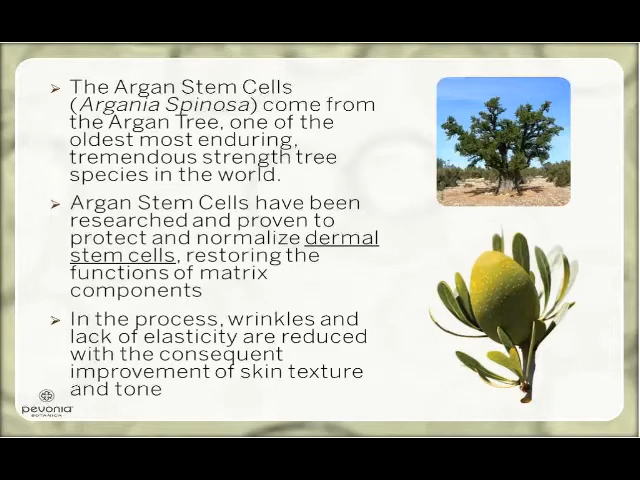 The Argan Stem Cells
(Argania Spinosa) come from
the Argan Tree, one of the
oldest most enduring,
tremendous strength tree
species in the world.
Argan Stem Cells have been
researched and proven to
protect and normalize dermal
stem cells, restoring the
functions of matrix
components
In the process, wrinkles and
lack of elasticity are reduced
with the consequent
improvement of skin texture
and tone
pevonia
BOTANICA